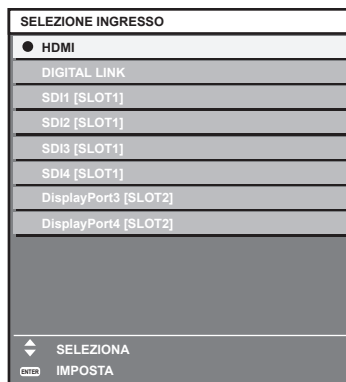 SELEZIONE INGRESSO
HDMI
DIGITAL LINK
SDI1 [SLOT1]
SDI2 [SLOT1]
SDI3 [SLOT1]
SDI4 [SLOT1]
DisplayPort3 [SLOT2]
DisplayPort4 [SLOT2]
SELEZIONA
ENTER IMPOSTA